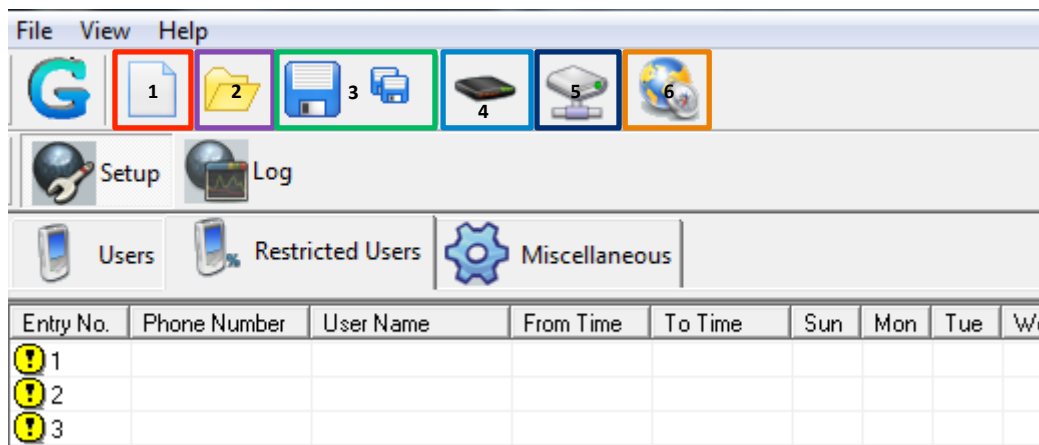 File View Help
G 1 2 3 4 5 6
Setup Log
Users Restricted Users Miscellaneous
Entry No. Phone Number User Name From Time To Time Sun Mon Tue
1
2
3